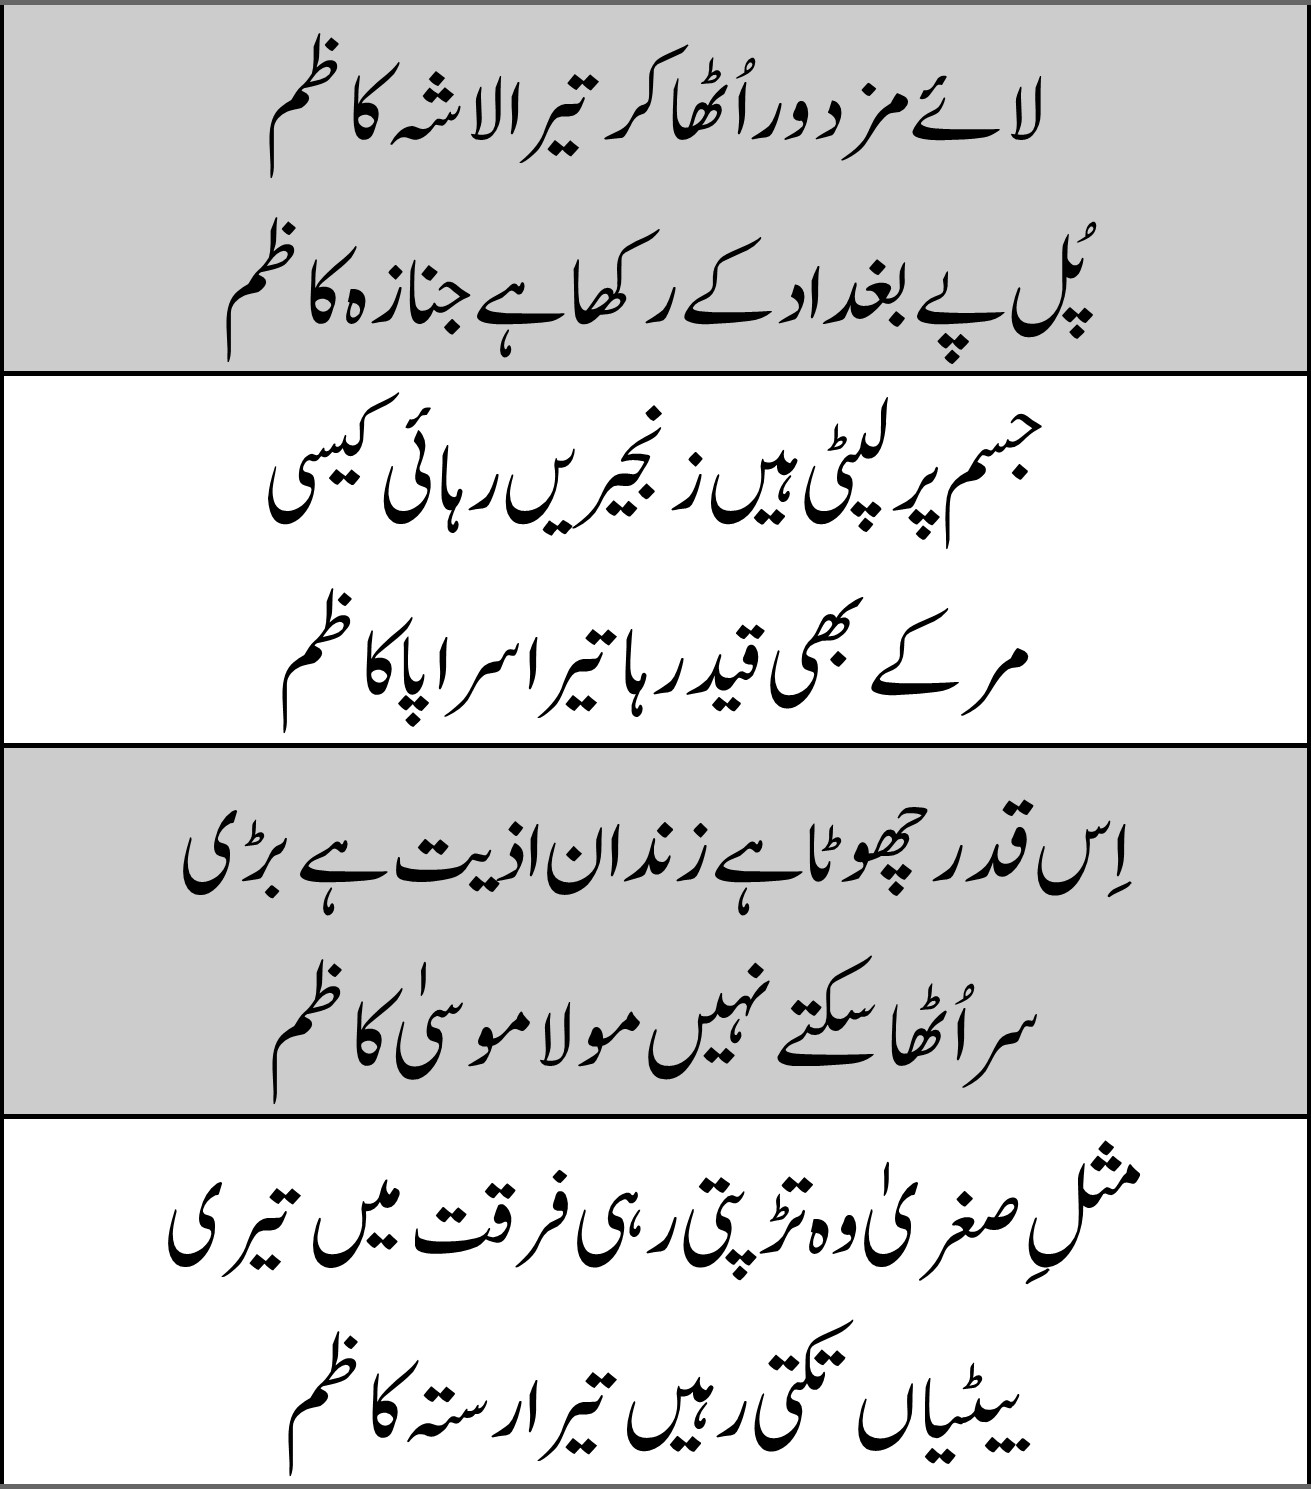 لائے مزدور اُٹھا کر تیرا لاشہ کاظم
پُل پے بغداد کے رکھا ہے جنازہ کاظم
جسم پر لپٹی ہیں زنجیریں رہائی کیسی
مر کے بھی قید رہا تیرا سراپا کاظم
اِس قدر چھوٹا ہے زندان اذیت ہے بڑی
سر اُٹھا سکتے نہیں مولا موسیٰ کاظم
مثلِ صغریٰ وہ تڑپتی رہی فرقت میں تیری
بیٹیاں تکتی رہیں تیرا رستہ کاظم